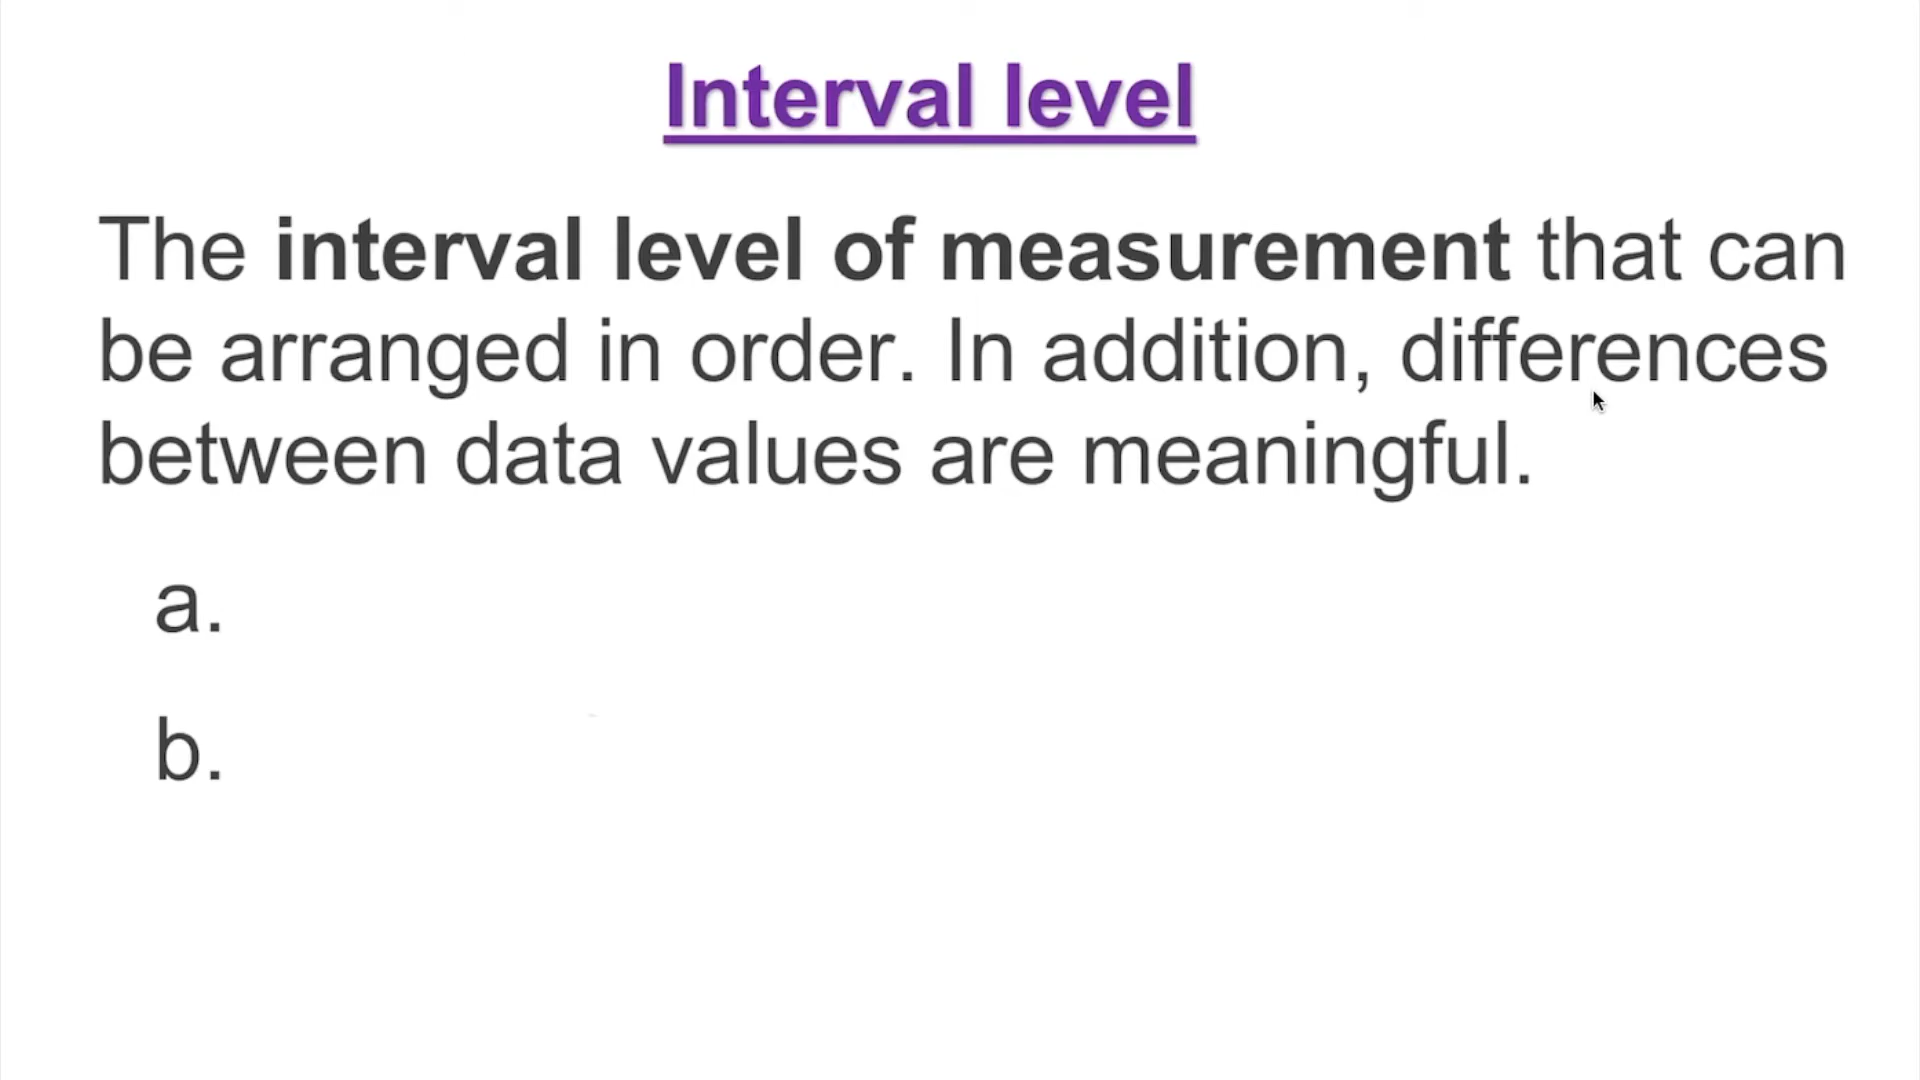 Interval level
The interval level of measurement that can
be arranged in order. In addition, differences
between data values are meaningful.
a.
b.